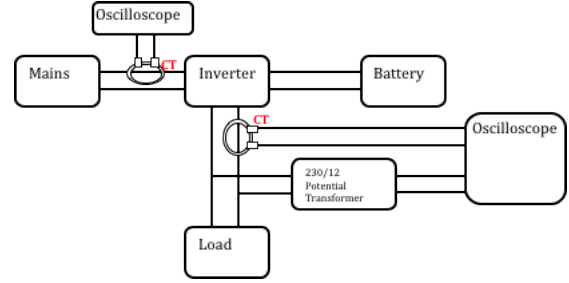 Oscilloscope
CT
Mains
Inverter
Battery
CT
Oscilloscope
230/12
Potential
Transformer
Load